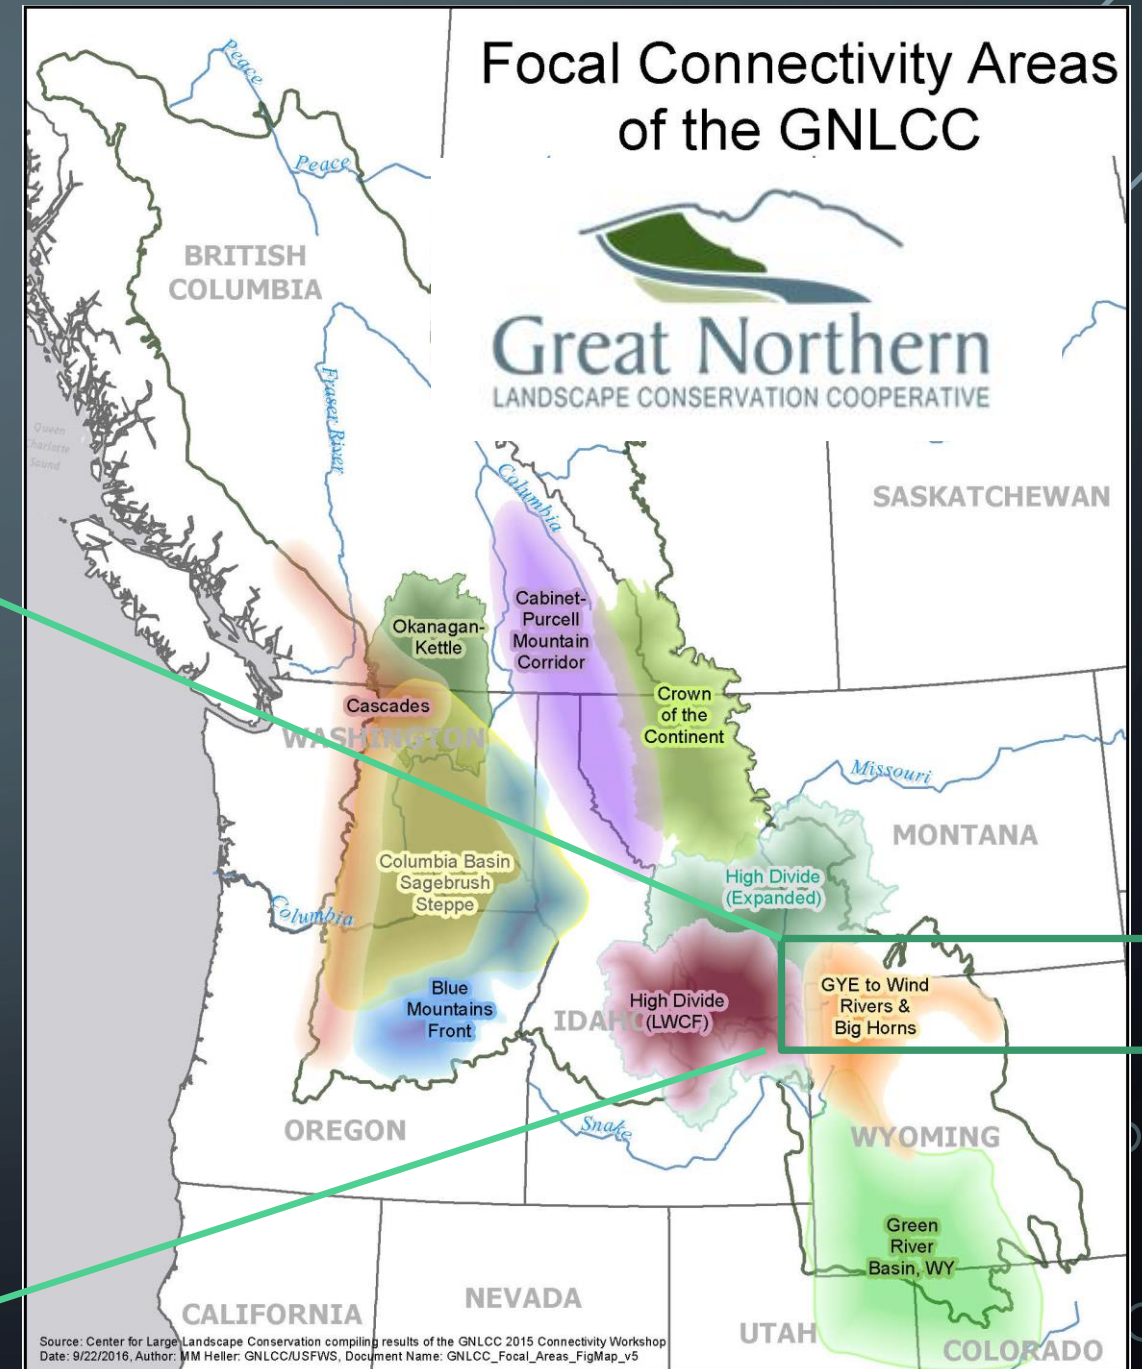 Focal Connectivity Areas
of the GNLCC
Peace
Peace
BRITISH
COLUMBIA
Great Northern
LANDSCAPE CONSERVATION COOPERATIVE
Fraser River
Queen
Charlotte
Sound
Columbia
SASKATCHEWAN
Okanagan-
Kettle
Cabinet-
Purcell
Mountain
Corridor
Crown
of the
Continent
Cascades
WASHINGTON
Missouri
MONTANA
Columbia Basin
Sagebrush
Steppe
High Divide
(Expanded)
Columbia
Blue
Mountains
Front
IDAHO
High Divide
(LWCF)
GYE to Wind
Rivers &
Big Horns
OREGON
Snake
WYOMING
Green
River
Basin, WY
CALIFORNIA
NEVADA
UTAH
COLORADO
Source: Center for Large Landscape Conservation compiling results of the GNLCC 2015 Connectivity Workshop
Date: 9/22/2016, Author: MM Heller: GNLCC/USFWS, Document Name: GNLCC_Focal_Areas_FigMap_v5